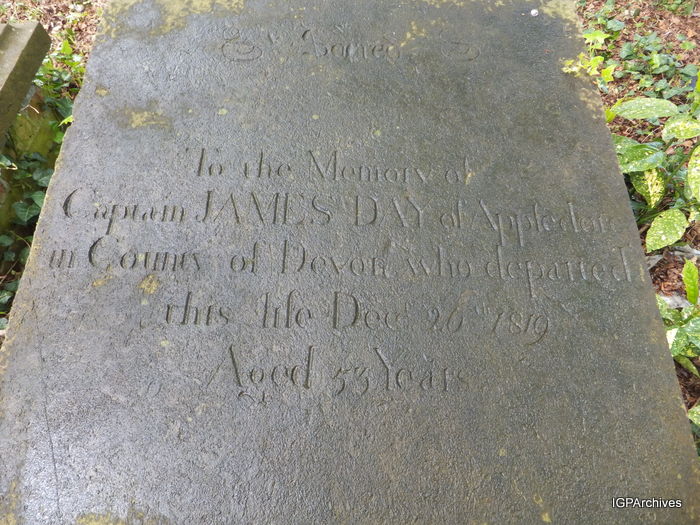 Sacred
To the Memory of
Captain JAMES DAY of Appledore
in County of Devon who departed
this life Dec 26 1819
Aged 53 Years
IGPArchives